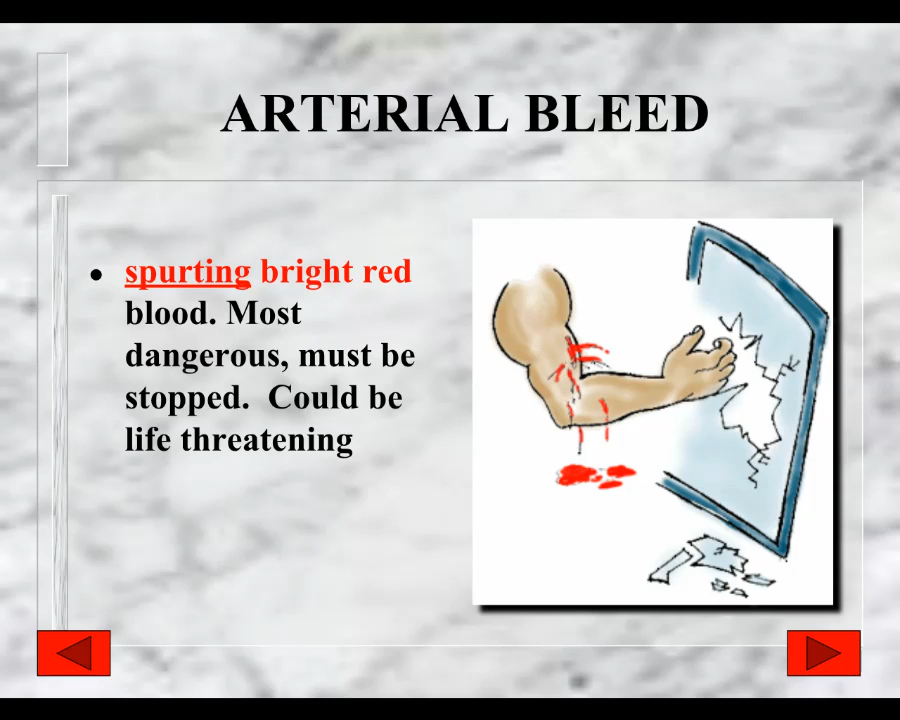 ARTERIAL BLEED
• spurting bright red
blood. Most
dangerous, must be
stopped.  Could be
life threatening